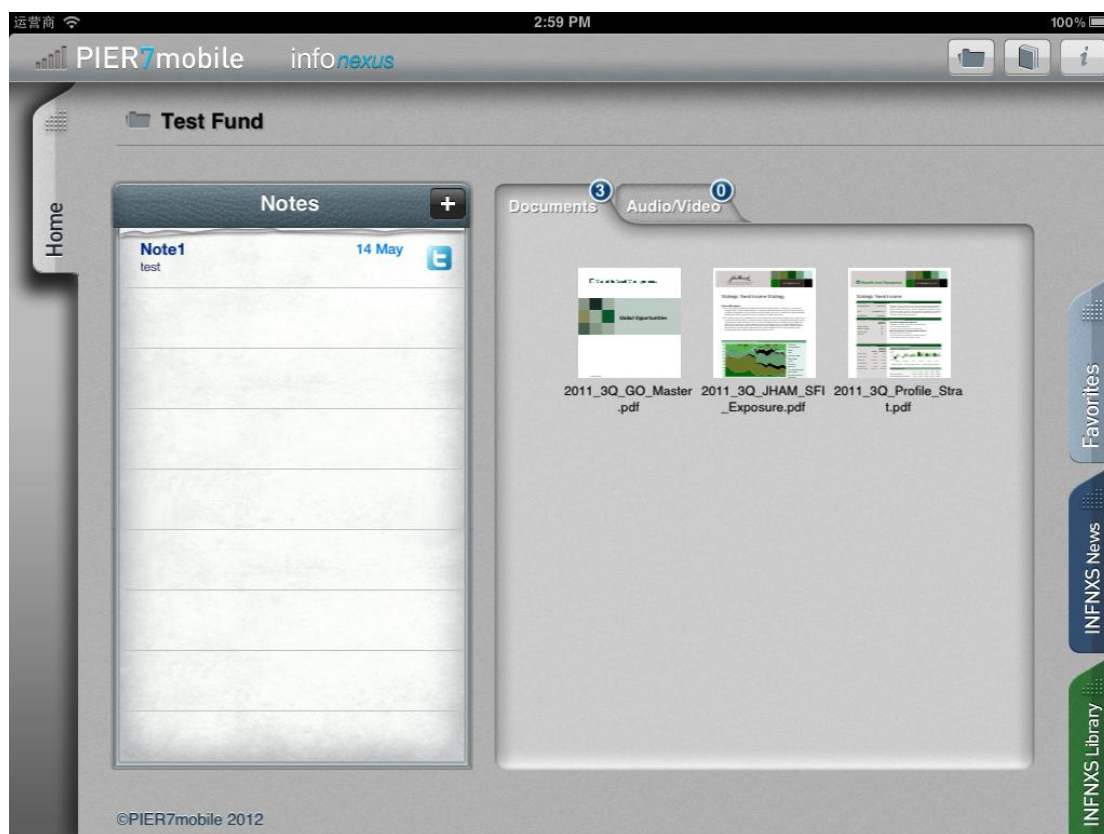 运营商 2:59 PM 100%
PIER7mobile infonexus
Test Fund
Home
Notes +
Note1 14 May
test
Documents 3 Audio/Video 0
Global Opportunities
Strategic Fixed Income Strategy
Strategic Fixed Income
2011_3Q_GO_Master
.pdf
2011_3Q_JHAM_SFI
_Exposure.pdf
2011_3Q_Profile_Stra
t.pdf
Favorites
INFNXS News
INFNXS Library
©PIER7mobile 2012